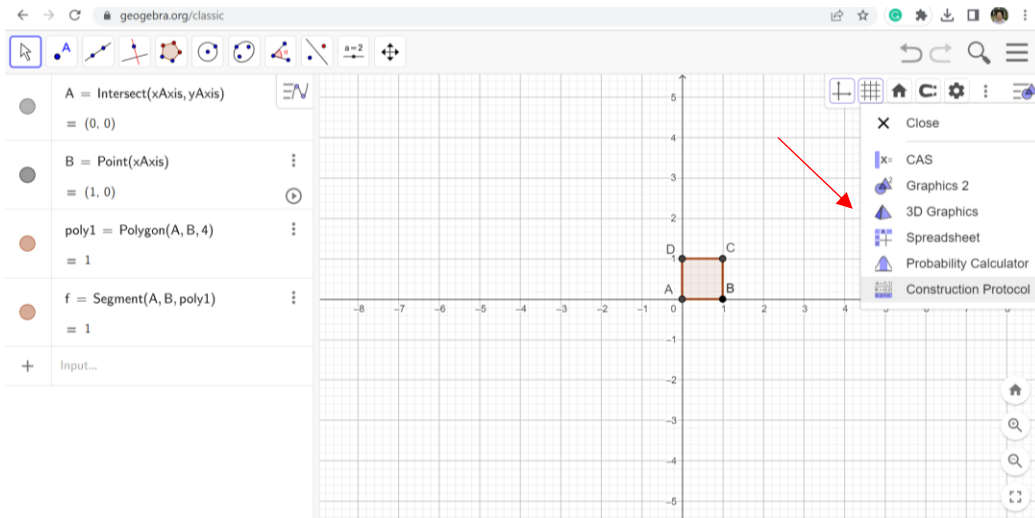 geogebra.org/classic
A
a=2
A = Intersect(xAxis, yAxis)
= (0, 0)
B = Point(xAxis)
= (1, 0)
poly1 = Polygon(A, B, 4)
= 1
f = Segment(A, B, poly1)
= 1
+ Input...
Close
x= CAS
2 Graphics 2
3D Graphics
Spreadsheet
Probability Calculator
Construction Protocol
5
4
3
2
1
D C
A B
-8 -7 -6 -5 -4 -3 -2 -1 0 1 2 3 4
-1
-2
-3
-4
-5